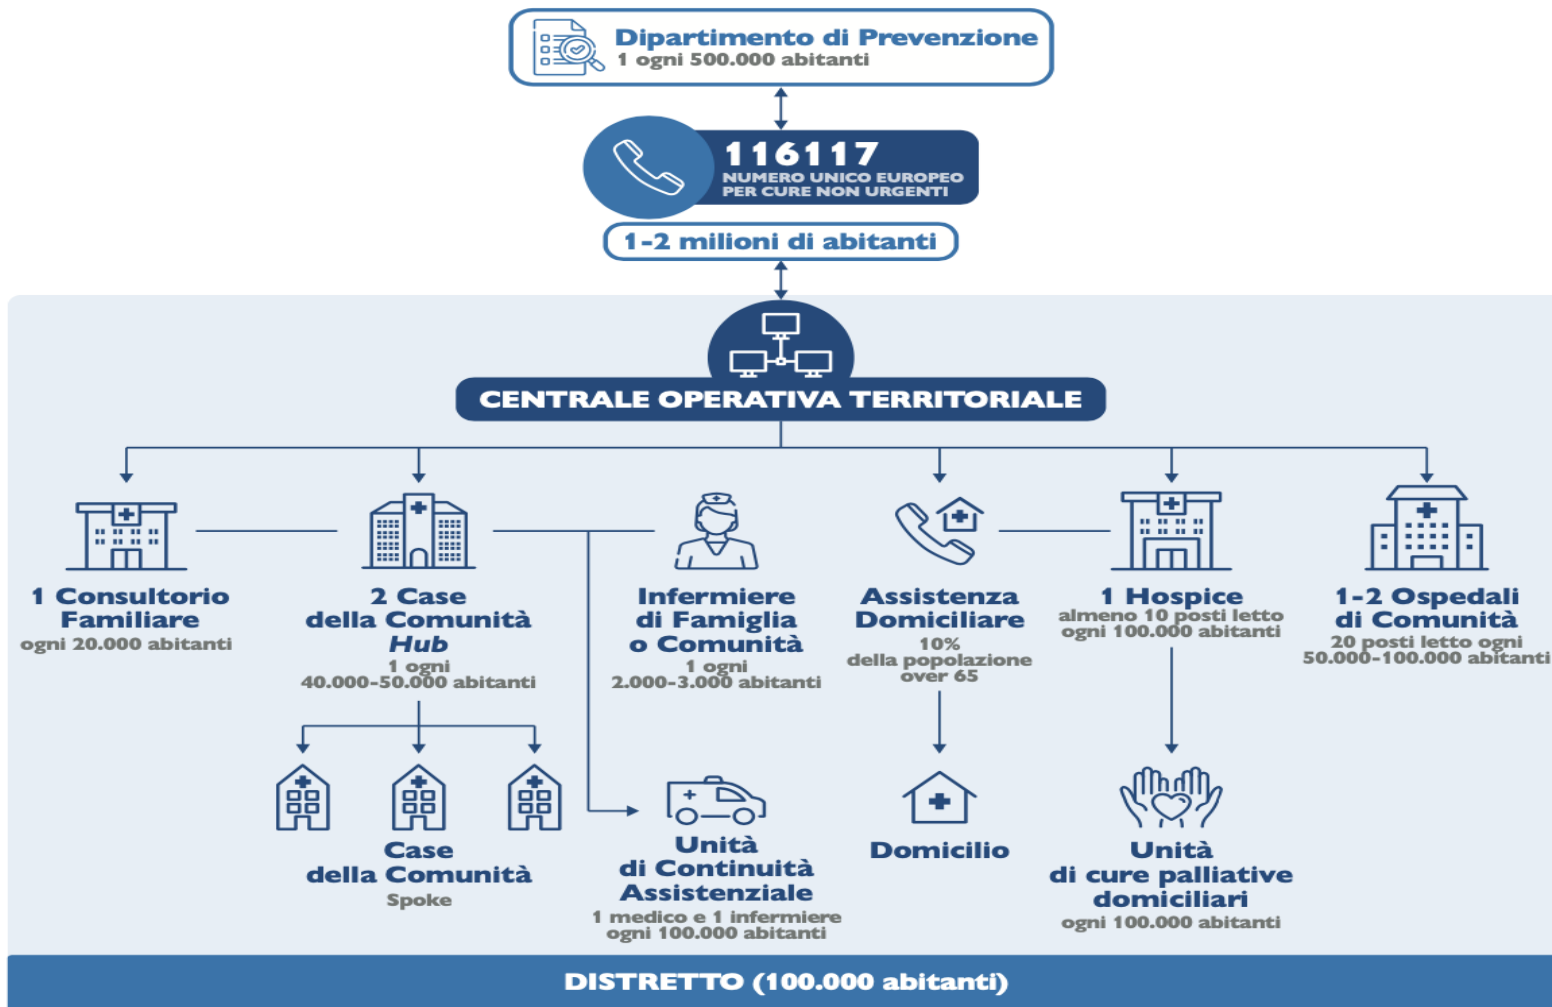 Dipartimento di Prevenzione
1 ogni 500.000 abitanti
116117
NUMERO UNICO EUROPEO
PER CURE NON URGENTI
1-2 milioni di abitanti
CENTRALE OPERATIVA TERRITORIALE
1 Consultorio
Familiare
ogni 20.000 abitanti
2 Case
della Comunità
Hub
1 ogni
40.000-50.000 abitanti
Infermiere
di Famiglia
o Comunità
1 ogni
2.000-3.000 abitanti
Assistenza
Domiciliare
10%
della popolazione
over 65
1 Hospice
almeno 10 posti letto
ogni 100.000 abitanti
1-2 Ospedali
di Comunità
20 posti letto ogni
50.000-100.000 abitanti
Case
della Comunità
Spoke
Unità
di Continuità
Assistenziale
1 medico e 1 infermiere
ogni 100.000 abitanti
Domicilio
Unità
di cure palliative
domiciliari
ogni 100.000 abitanti
DISTRETTO (100.000 abitanti)